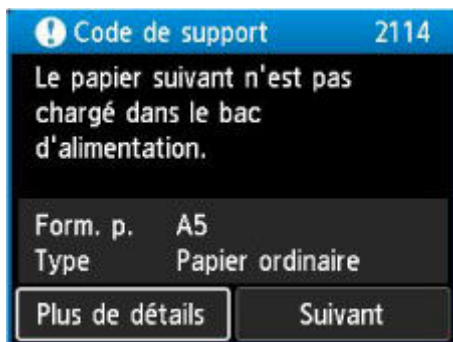 Code de support 2114
Le papier suivant n'est pas
chargé dans le bac
d'alimentation.
Form. p. A5
Type Papier ordinaire
Plus de détails Suivant